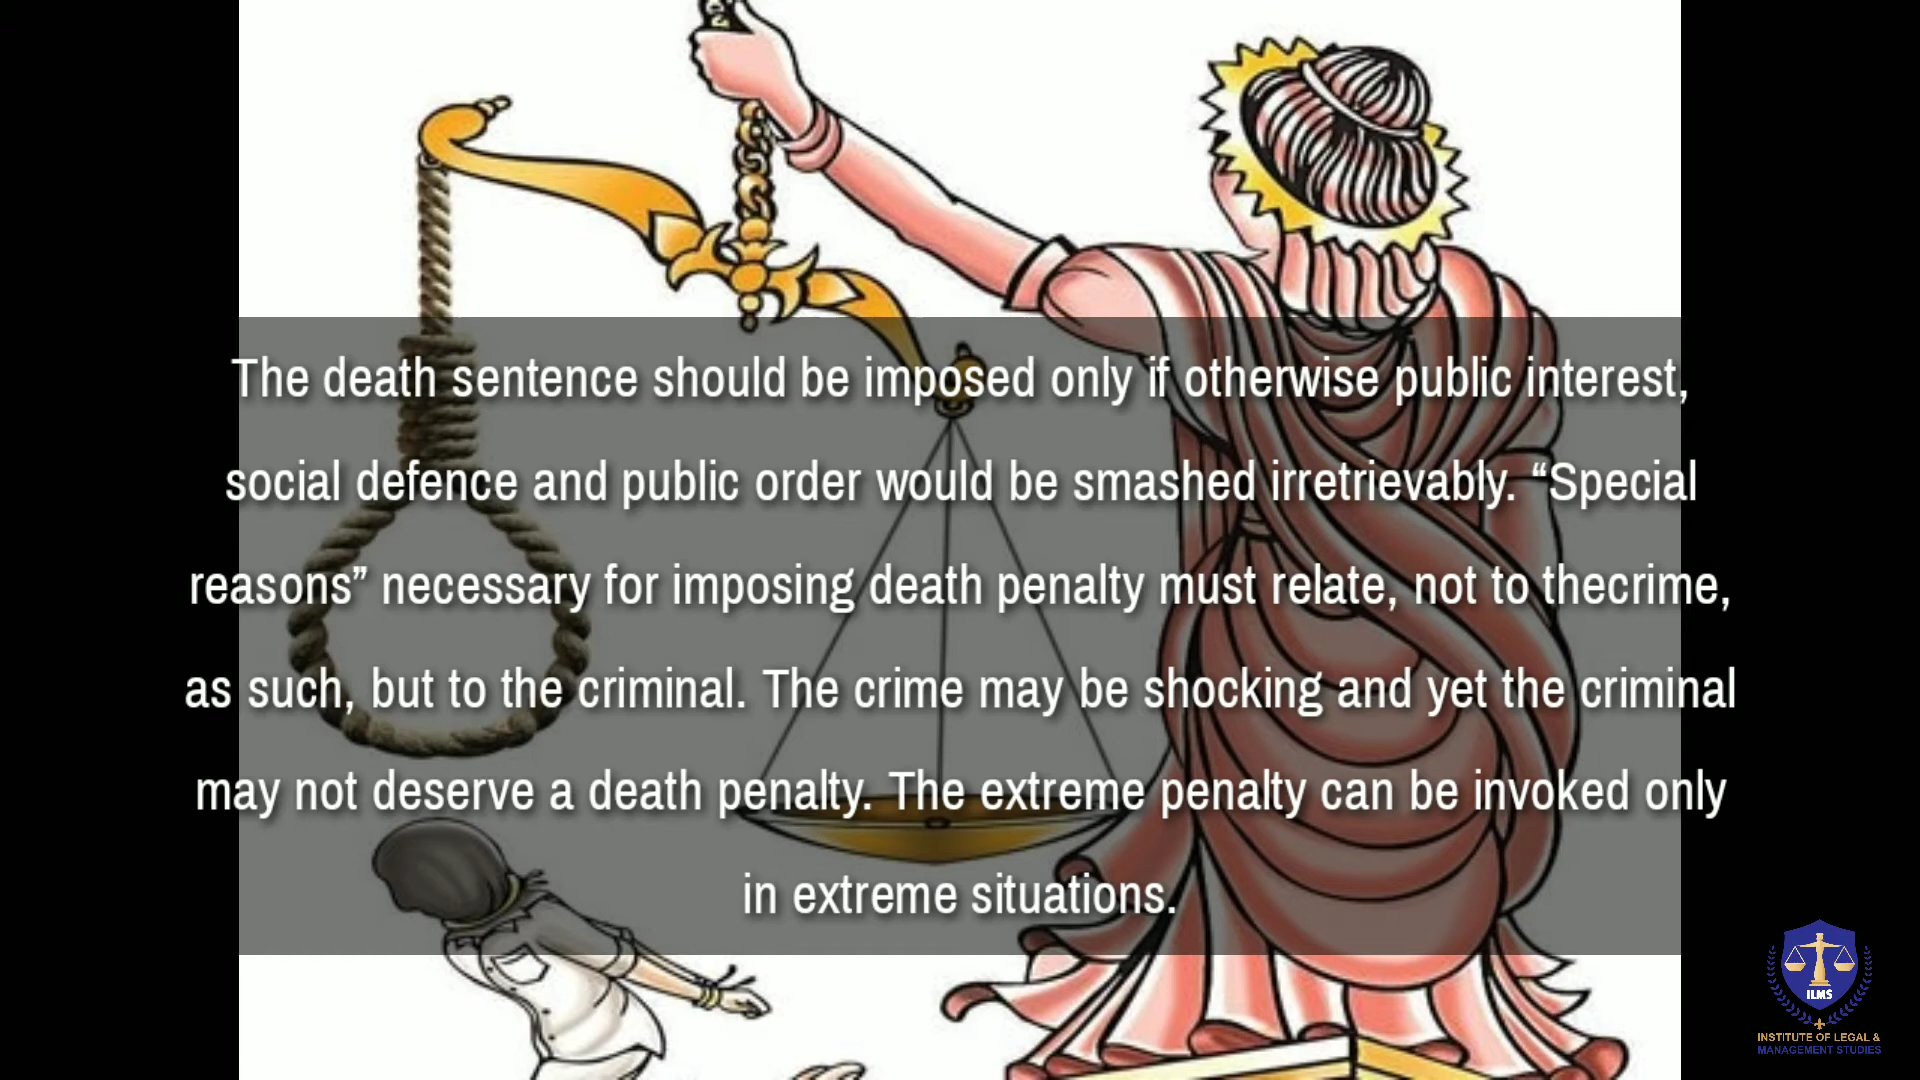 The death sentence should be imposed only if otherwise public interest,
social defence and public order would be smashed irretrievably. “Special
reasons” necessary for imposing death penalty must relate, not to thecrime,
as such, but to the criminal. The crime may be shocking and yet the criminal
may not deserve a death penalty. The extreme penalty can be invoked only
in extreme situations.
ILMS
INSTITUTE OF LEGAL &
MANAGEMENT STUDIES